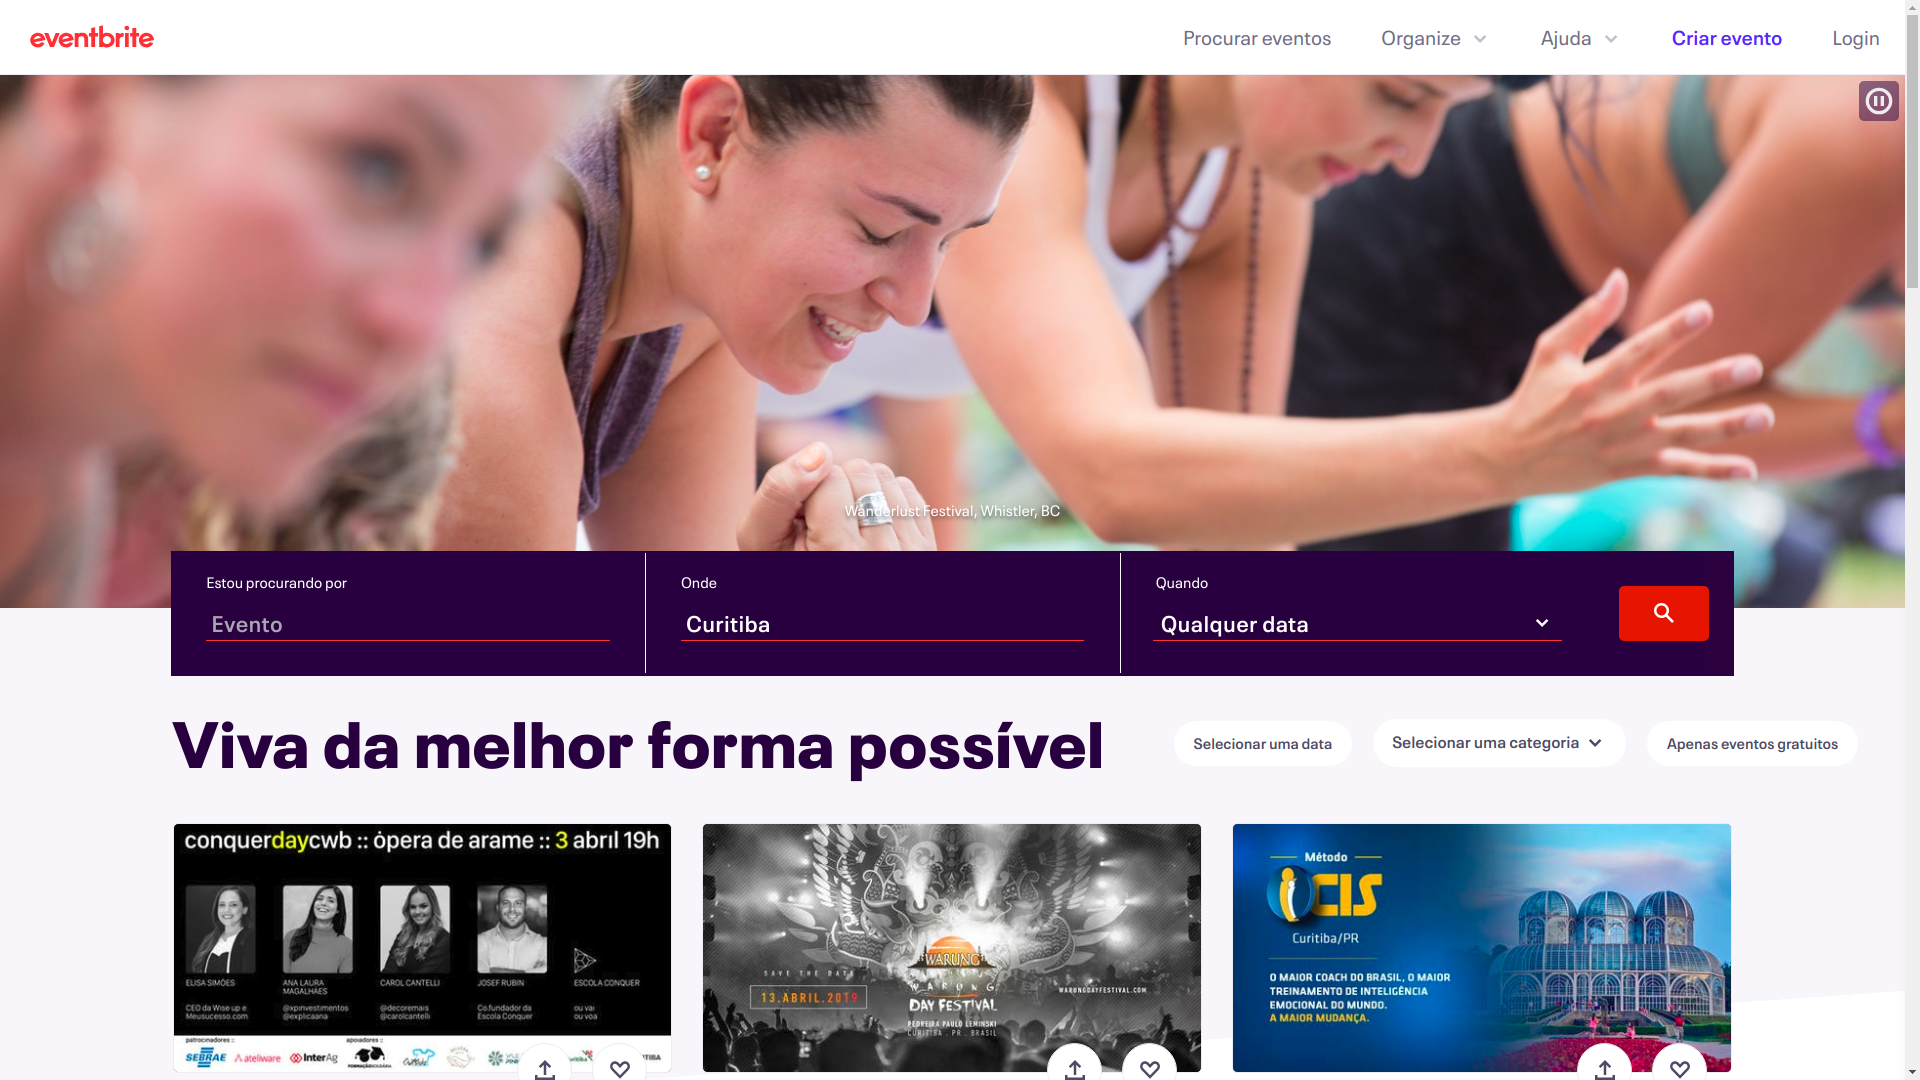 eventbrite
Procurar eventos
Organize
Ajuda
Criar evento
Login
Wanderlust Festival, Whistler, BC
Estou procurando por
Evento
Onde
Curitiba
Quando
Qualquer data
Viva da melhor forma possível
Selecionar uma data
Selecionar uma categoria
Apenas eventos gratuitos
conquerdaycwb :: ópera de arame :: 3 abril 19h
ELISA SIMÕES
CEO da Wise up e
Meusucesso.com
ANA LAURA
MAGALHÃES
@xpinvestimentos
@explicaana
CAROL CANTELLI
@decoremais
@carolcantelli
JOSEF RUBIN
Co.fundador da
Escola Conquer
ESCOLA CONQUER
ou vai
ou voa
patrocinadores ::
apoiadores ::
SEBRAE
ateliware
InterAg
SAVE THE DATE
13.ABRIL.2019
WARUNG
WARUNG
DAY FESTIVAL
PEDREIRA PAULO LEMINSKI
CURITIBA . PR . BRASIL
WARUNGDAYFESTIVAL.COM
Método
CIS
Curitiba/PR
O MAIOR COACH DO BRASIL, O MAIOR
TREINAMENTO DE INTELIGÊNCIA
EMOCIONAL DO MUNDO.
A MAIOR MUDANÇA.